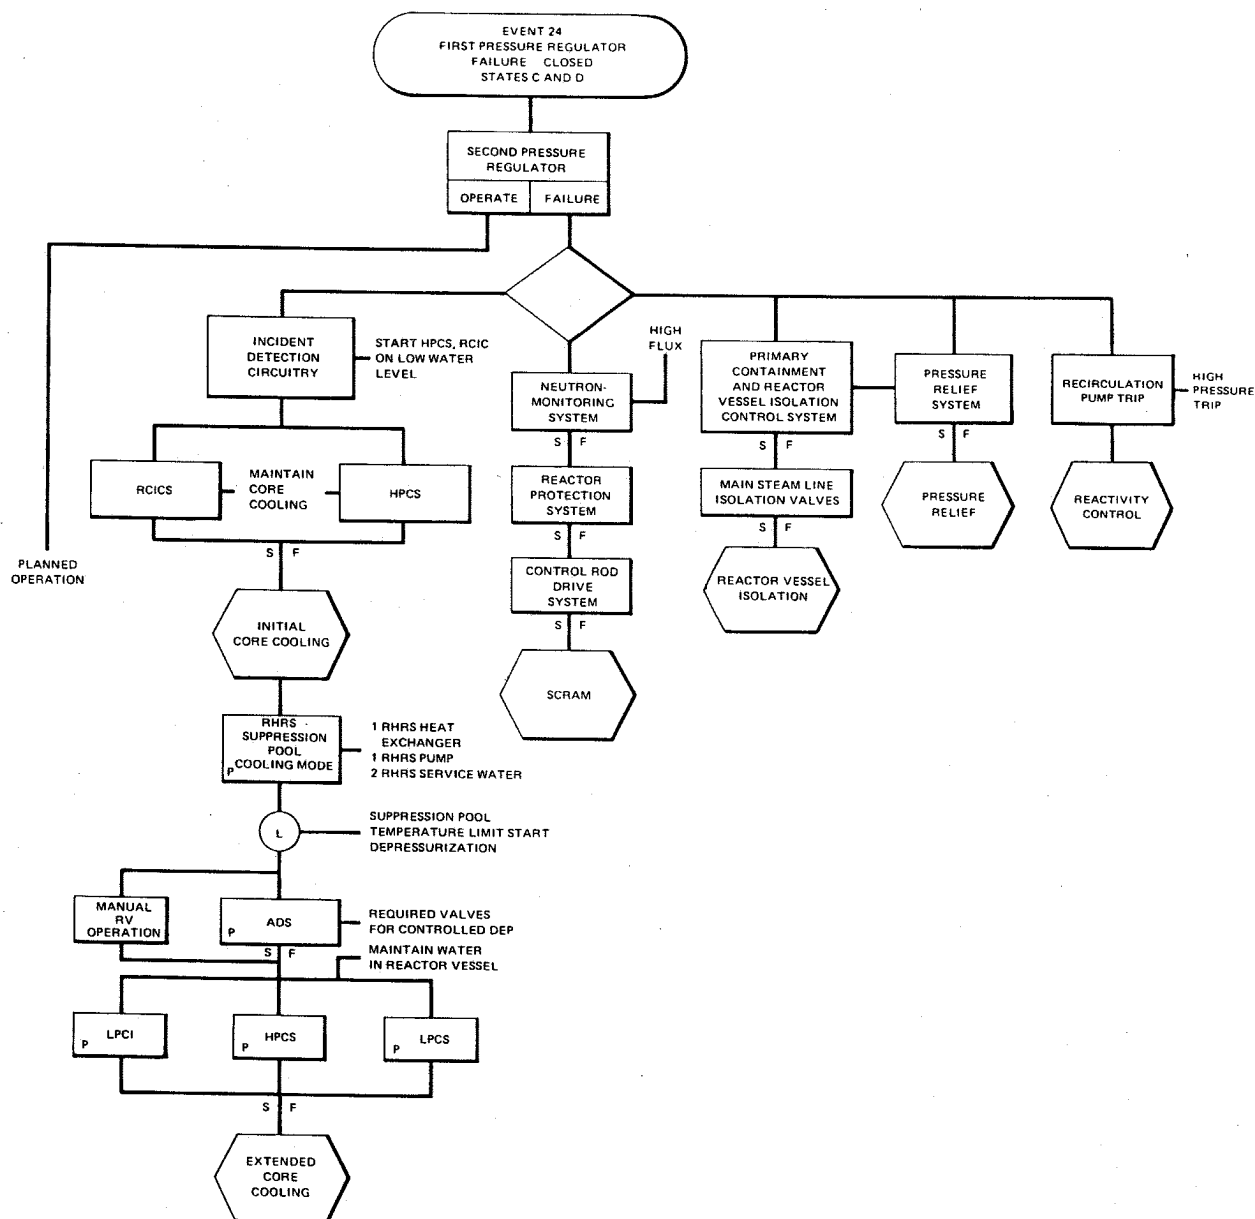 EVENT 24
FIRST PRESSURE REGULATOR
FAILURE CLOSED
STATES C AND D
SECOND PRESSURE
REGULATOR
OPERATE
FAILURE
INCIDENT
DETECTION
CIRCUITRY
START HPCS, RCIC
ON LOW WATER
LEVEL
HIGH
FLUX
NEUTRON-
MONITORING
SYSTEM
S F
PRIMARY
CONTAINMENT
AND REACTOR
VESSEL ISOLATION
CONTROL SYSTEM
S F
PRESSURE
RELIEF
SYSTEM
S F
RECIRCULATION
PUMP TRIP
HIGH
PRESSURE
TRIP
RCICS
MAINTAIN
CORE
COOLING
HPCS
S F
REACTOR
PROTECTION
SYSTEM
S F
MAIN STEAM LINE
ISOLATION VALVES
S F
PRESSURE
RELIEF
REACTIVITY
CONTROL
PLANNED
OPERATION
CONTROL ROD
DRIVE
SYSTEM
S F
REACTOR VESSEL
ISOLATION
INITIAL
CORE COOLING
SCRAM
RHRS
SUPPRESSION
POOL
COOLING MODE
P
1 RHRS HEAT
EXCHANGER
1 RHRS PUMP
2 RHRS SERVICE WATER
L
SUPPRESSION POOL
TEMPERATURE LIMIT START
DEPRESSURIZATION
MANUAL
RV
OPERATION
ADS
P
S F
REQUIRED VALVES
FOR CONTROLLED DEP
MAINTAIN WATER
IN REACTOR VESSEL
LPCI
P
HPCS
P
LPCS
P
S F
EXTENDED
CORE
COOLING